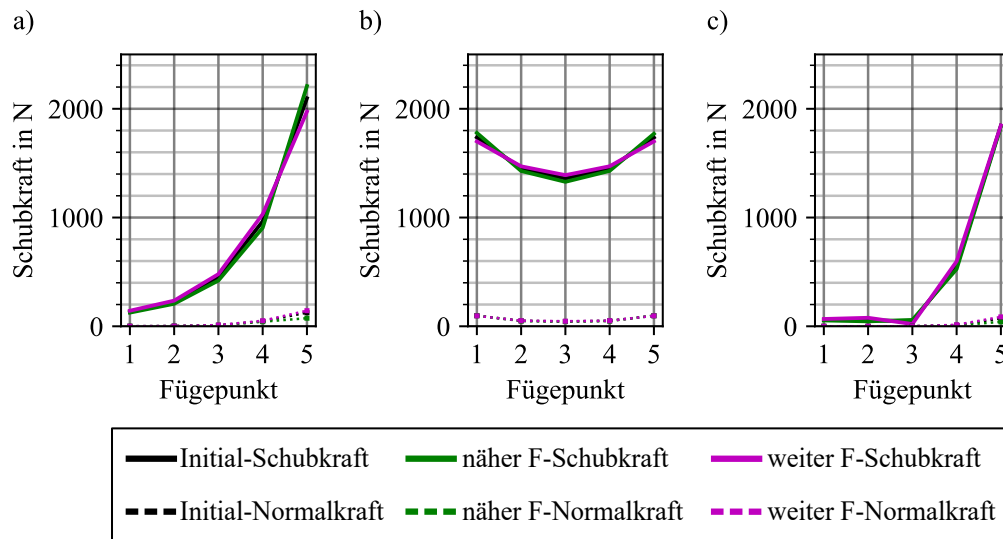 a) b) c)
Schubkraft in N Schubkraft in N Schubkraft in N
2000 2000 2000
1000 1000 1000
0 0 0
1 2 3 4 5 1 2 3 4 5 1 2 3 4 5
Fügepunkt Fügepunkt Fügepunkt
Initial-Schubkraft näher F-Schubkraft weiter F-Schubkraft
Initial-Normalkraft näher F-Normalkraft weiter F-Normalkraft